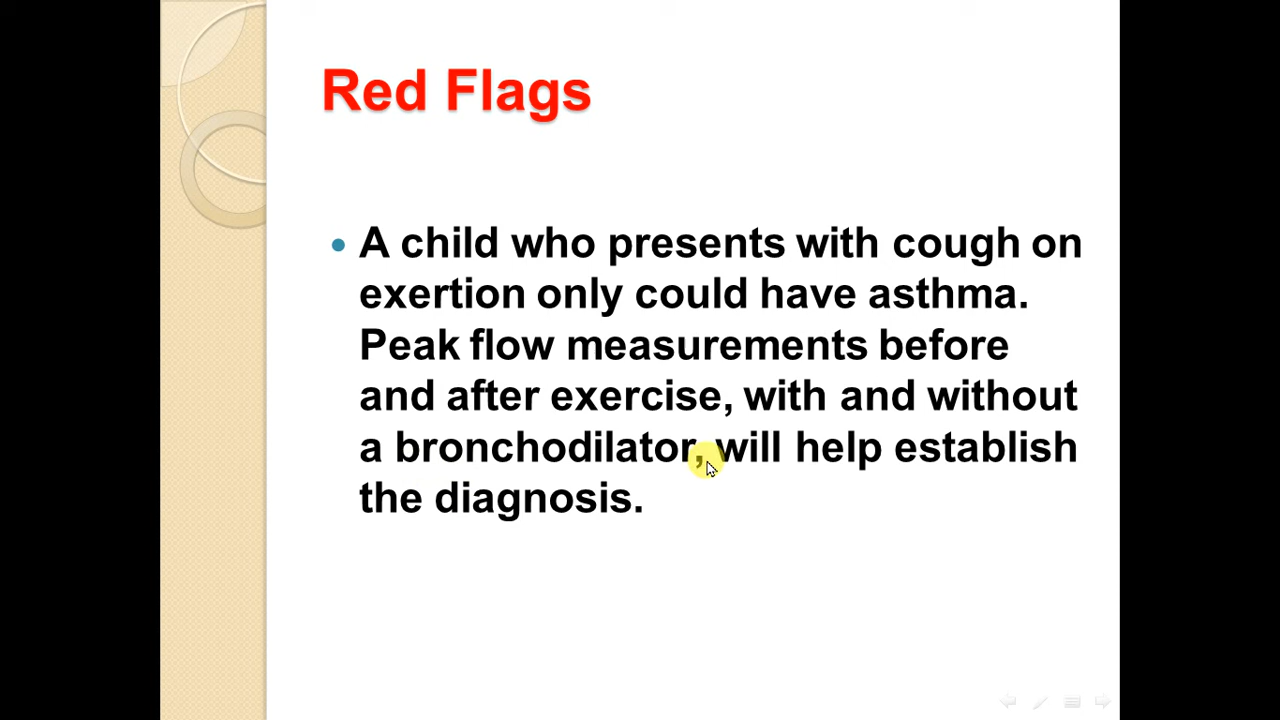 Red Flags
A child who presents with cough on
exertion only could have asthma.
Peak flow measurements before
and after exercise, with and without
a bronchodilator, will help establish
the diagnosis.